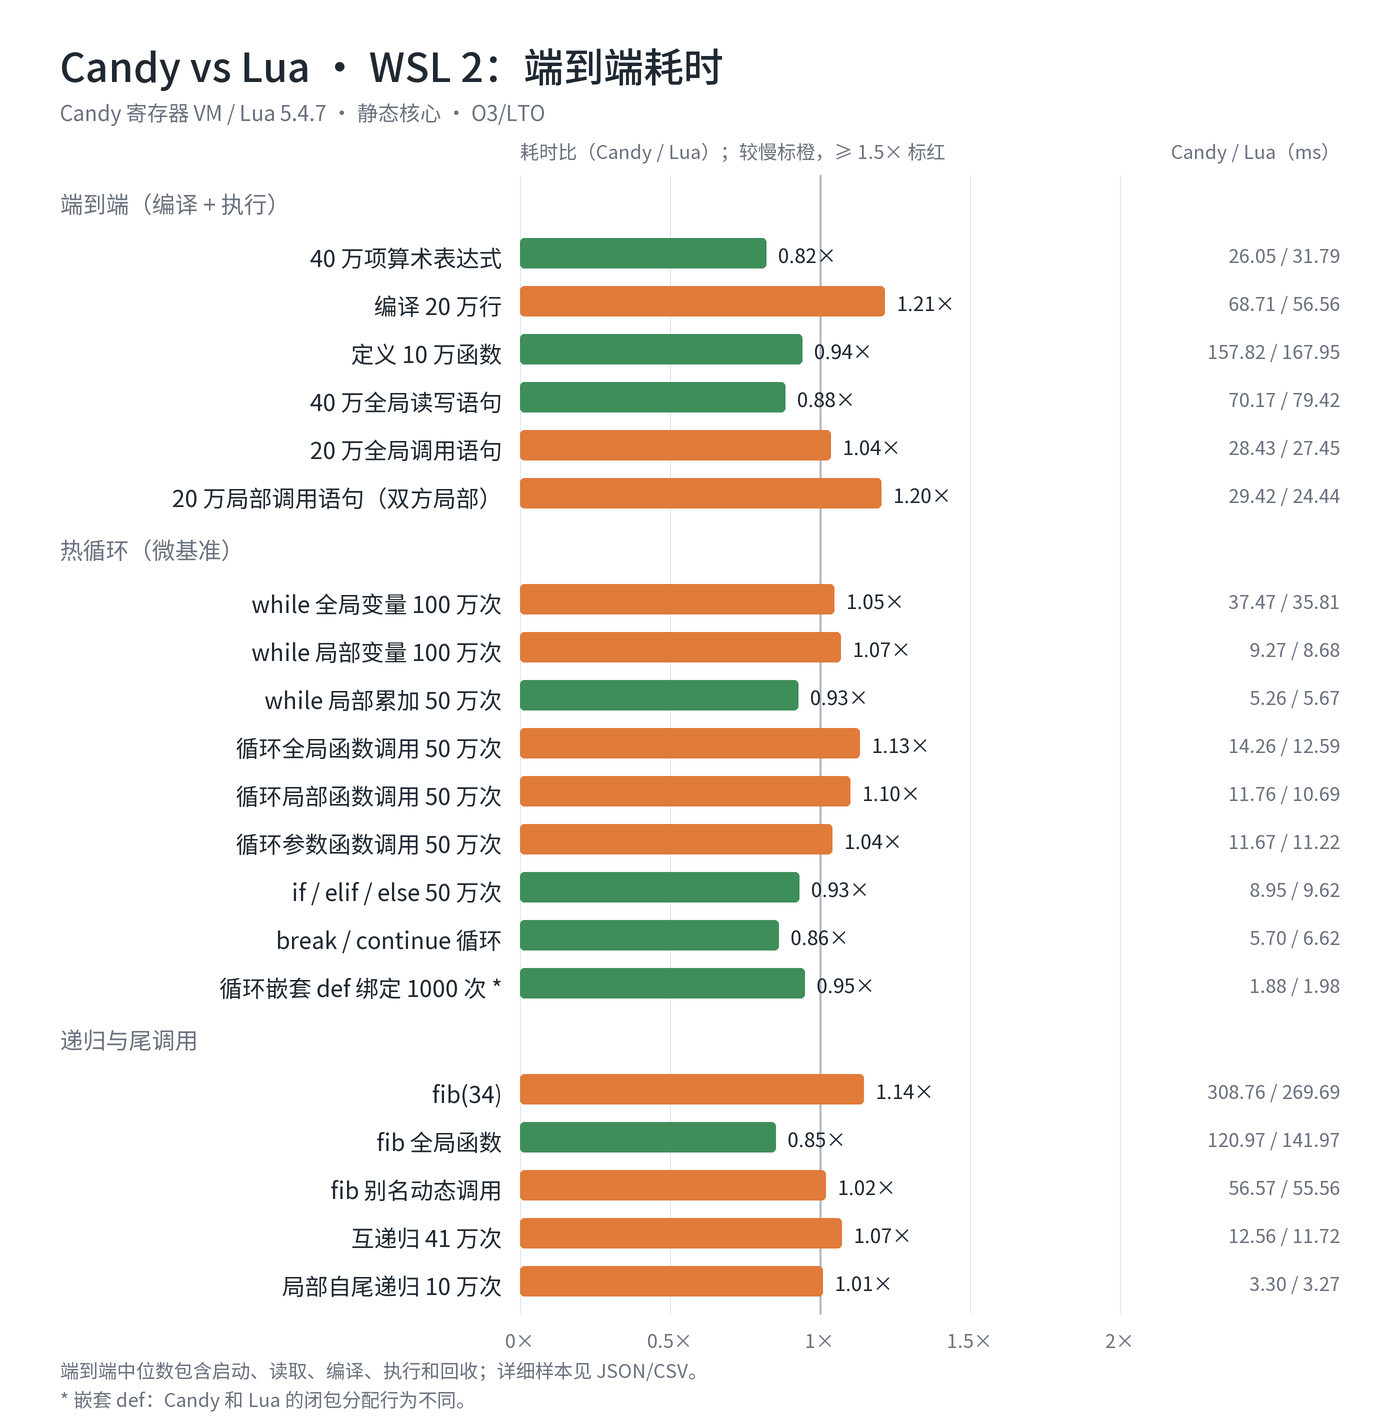 Candy vs Lua · WSL 2：端到端耗时
Candy 寄存器 VM / Lua 5.4.7 · 静态核心 · O3/LTO
耗时比（Candy / Lua）；较慢标橙，≥ 1.5× 标红 Candy / Lua（ms）
端到端（编译 + 执行）
40 万项算术表达式 0.82× 26.05 / 31.79
编译 20 万行 1.21× 68.71 / 56.56
定义 10 万函数 0.94× 157.82 / 167.95
40 万全局读写语句 0.88× 70.17 / 79.42
20 万全局调用语句 1.04× 28.43 / 27.45
20 万局部调用语句（双方局部） 1.20× 29.42 / 24.44
热循环（微基准）
while 全局变量 100 万次 1.05× 37.47 / 35.81
while 局部变量 100 万次 1.07× 9.27 / 8.68
while 局部累加 50 万次 0.93× 5.26 / 5.67
循环全局函数调用 50 万次 1.13× 14.26 / 12.59
循环局部函数调用 50 万次 1.10× 11.76 / 10.69
循环参数函数调用 50 万次 1.04× 11.67 / 11.22
if / elif / else 50 万次 0.93× 8.95 / 9.62
break / continue 循环 0.86× 5.70 / 6.62
循环嵌套 def 绑定 1000 次 * 0.95× 1.88 / 1.98
递归与尾调用
fib(34) 1.14× 308.76 / 269.69
fib 全局函数 0.85× 120.97 / 141.97
fib 别名动态调用 1.02× 56.57 / 55.56
互递归 41 万次 1.07× 12.56 / 11.72
局部自尾递归 10 万次 1.01× 3.30 / 3.27
0× 0.5× 1× 1.5× 2×
端到端中位数包含启动、读取、编译、执行和回收；详细样本见 JSON/CSV。
* 嵌套 def：Candy 和 Lua 的闭包分配行为不同。